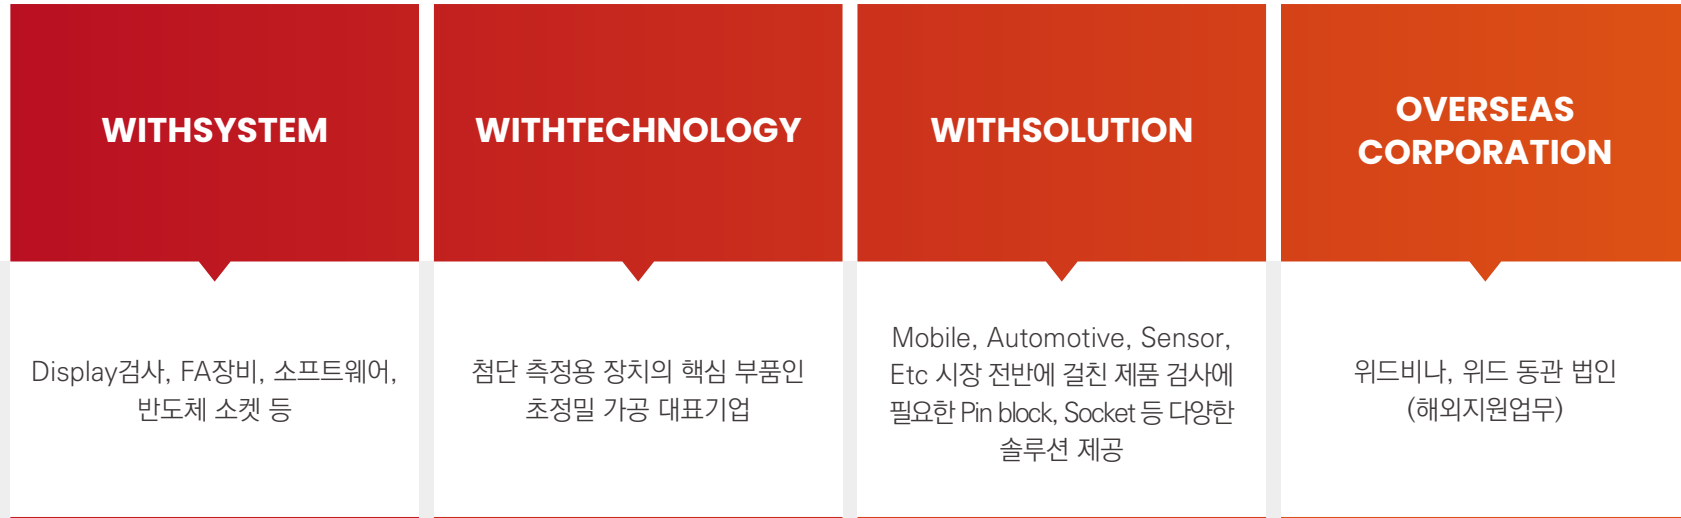 WITHSYSTEM
Display검사, FA장비, 소프트웨어,
반도체 소켓 등
WITHTECHNOLOGY
첨단 측정용 장치의 핵심 부품인
초정밀 가공 대표기업
WITHSOLUTION
Mobile, Automotive, Sensor,
Etc 시장 전반에 걸친 제품 검사에
필요한 Pin block, Socket 등 다양한
솔루션 제공
OVERSEAS
CORPORATION
위드비나, 위드 동관 법인
(해외지원업무)